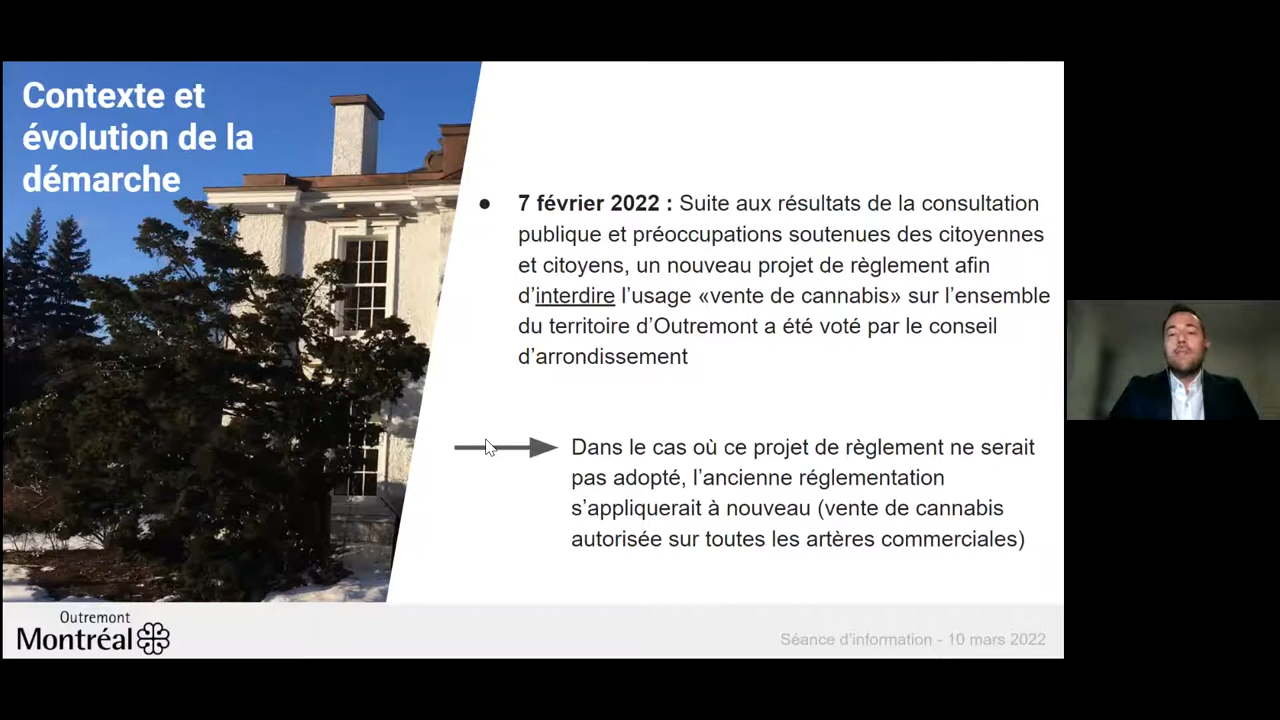 Contexte et
évolution de la
démarche
● 7 février 2022 : Suite aux résultats de la consultation
publique et préoccupations soutenues des citoyennes
et citoyens, un nouveau projet de règlement afin
d’interdire l’usage «vente de cannabis» sur l’ensemble
du territoire d’Outremont a été voté par le conseil
d’arrondissement
Dans le cas où ce projet de règlement ne serait
pas adopté, l’ancienne réglementation
s’appliquerait à nouveau (vente de cannabis
autorisée sur toutes les artères commerciales)
Outremont
Montréal
Séance d’information - 10 mars 2022